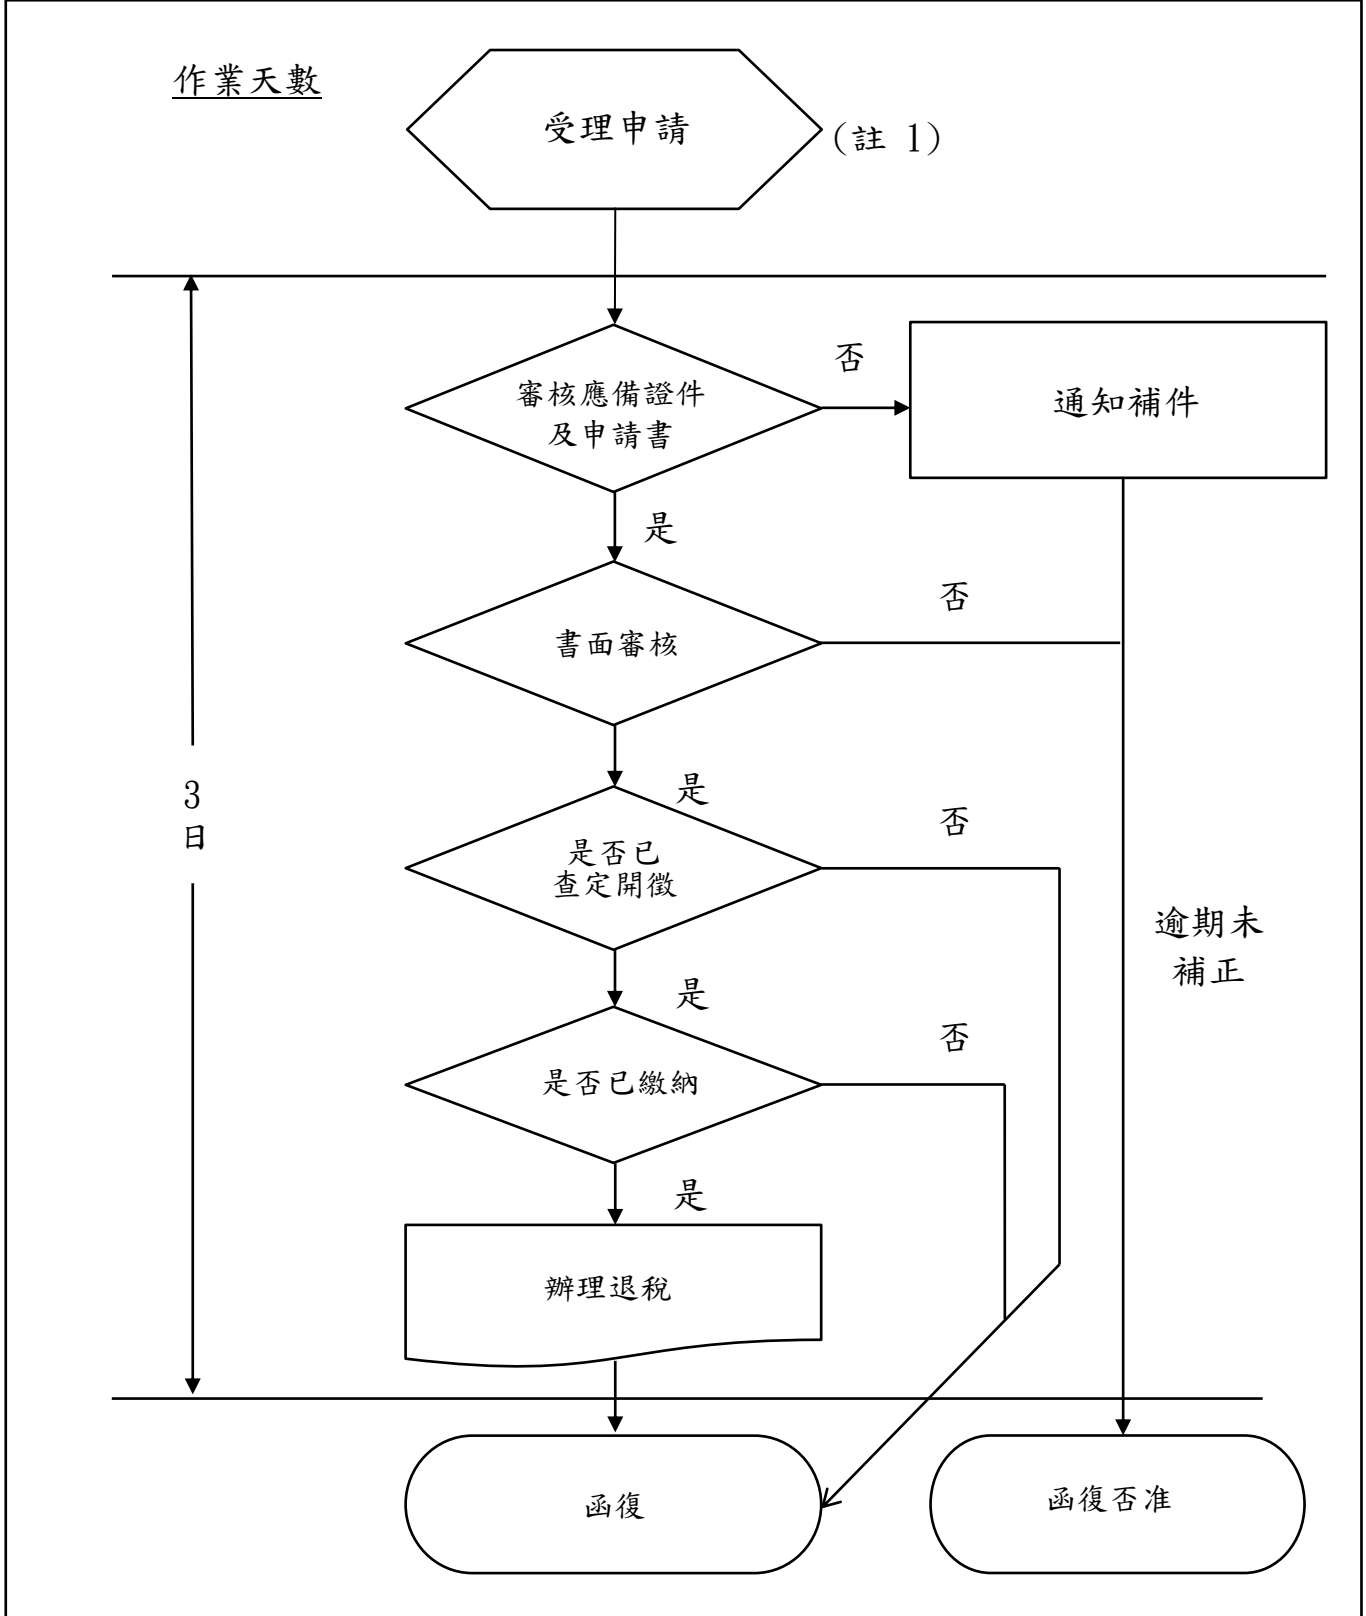 作業天數
受理申請
(註 1)
審核應備證件
及申請書
否
通知補件
是
書面審核
否
3
日
是
是否已
查定開徵
否
逾期未
補正
是
是否已繳納
否
是
辦理退稅
函復
函復否准